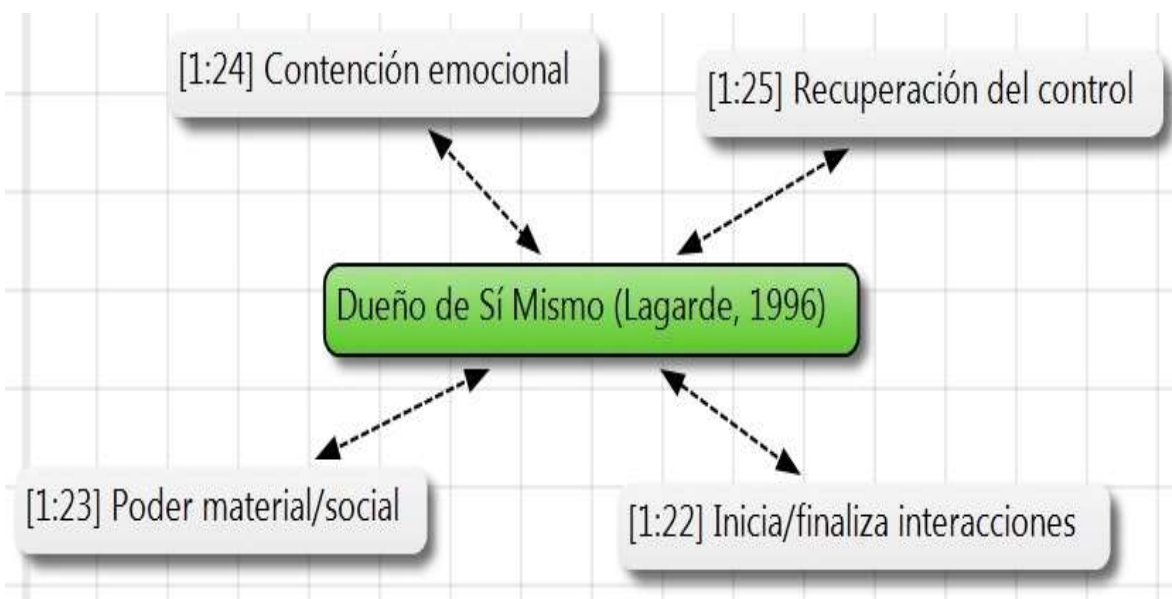 [1:24] Contención emocional
[1:25] Recuperación del control
Dueño de Sí Mismo (Lagarde, 1996)
[1:23] Poder material/social
[1:22] Inicia/finaliza interacciones